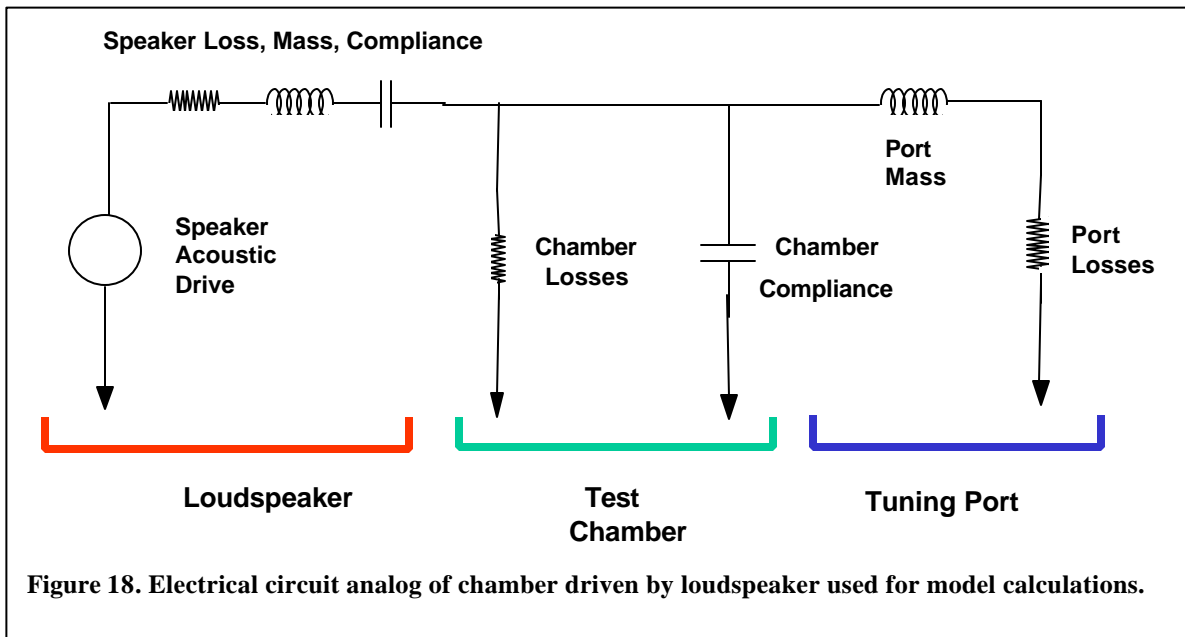 Speaker Loss, Mass, Compliance
Speaker
Acoustic
Drive
Chamber
Losses
Chamber
Compliance
Port
Mass
Port
Losses
Loudspeaker
Test
Chamber
Tuning Port
Figure 18. Electrical circuit analog of chamber driven by loudspeaker used for model calculations.